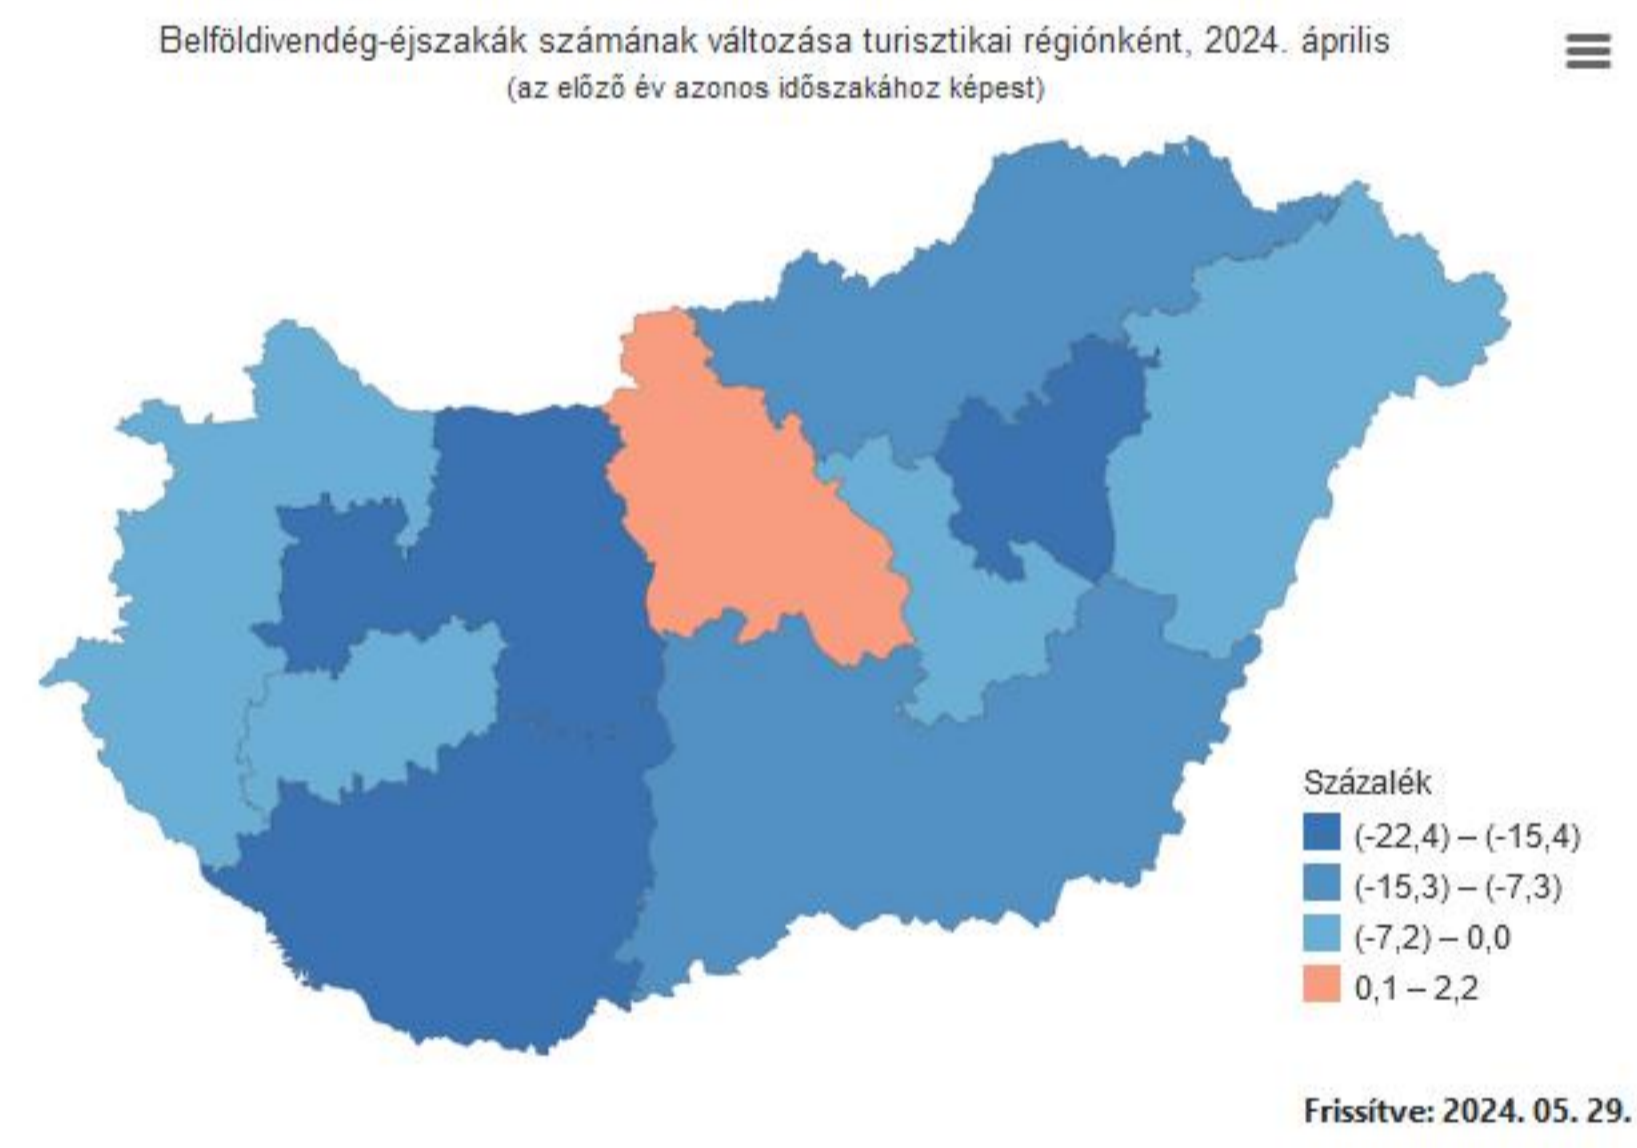 Belföldivendég-éjszakák számának változása turisztikai régiónként, 2024. április
(az előző év azonos időszakához képest)
Százalék
(-22,4) – (-15,4)
(-15,3) – (-7,3)
(-7,2) – 0,0
0,1 – 2,2
Frissítve: 2024. 05. 29.